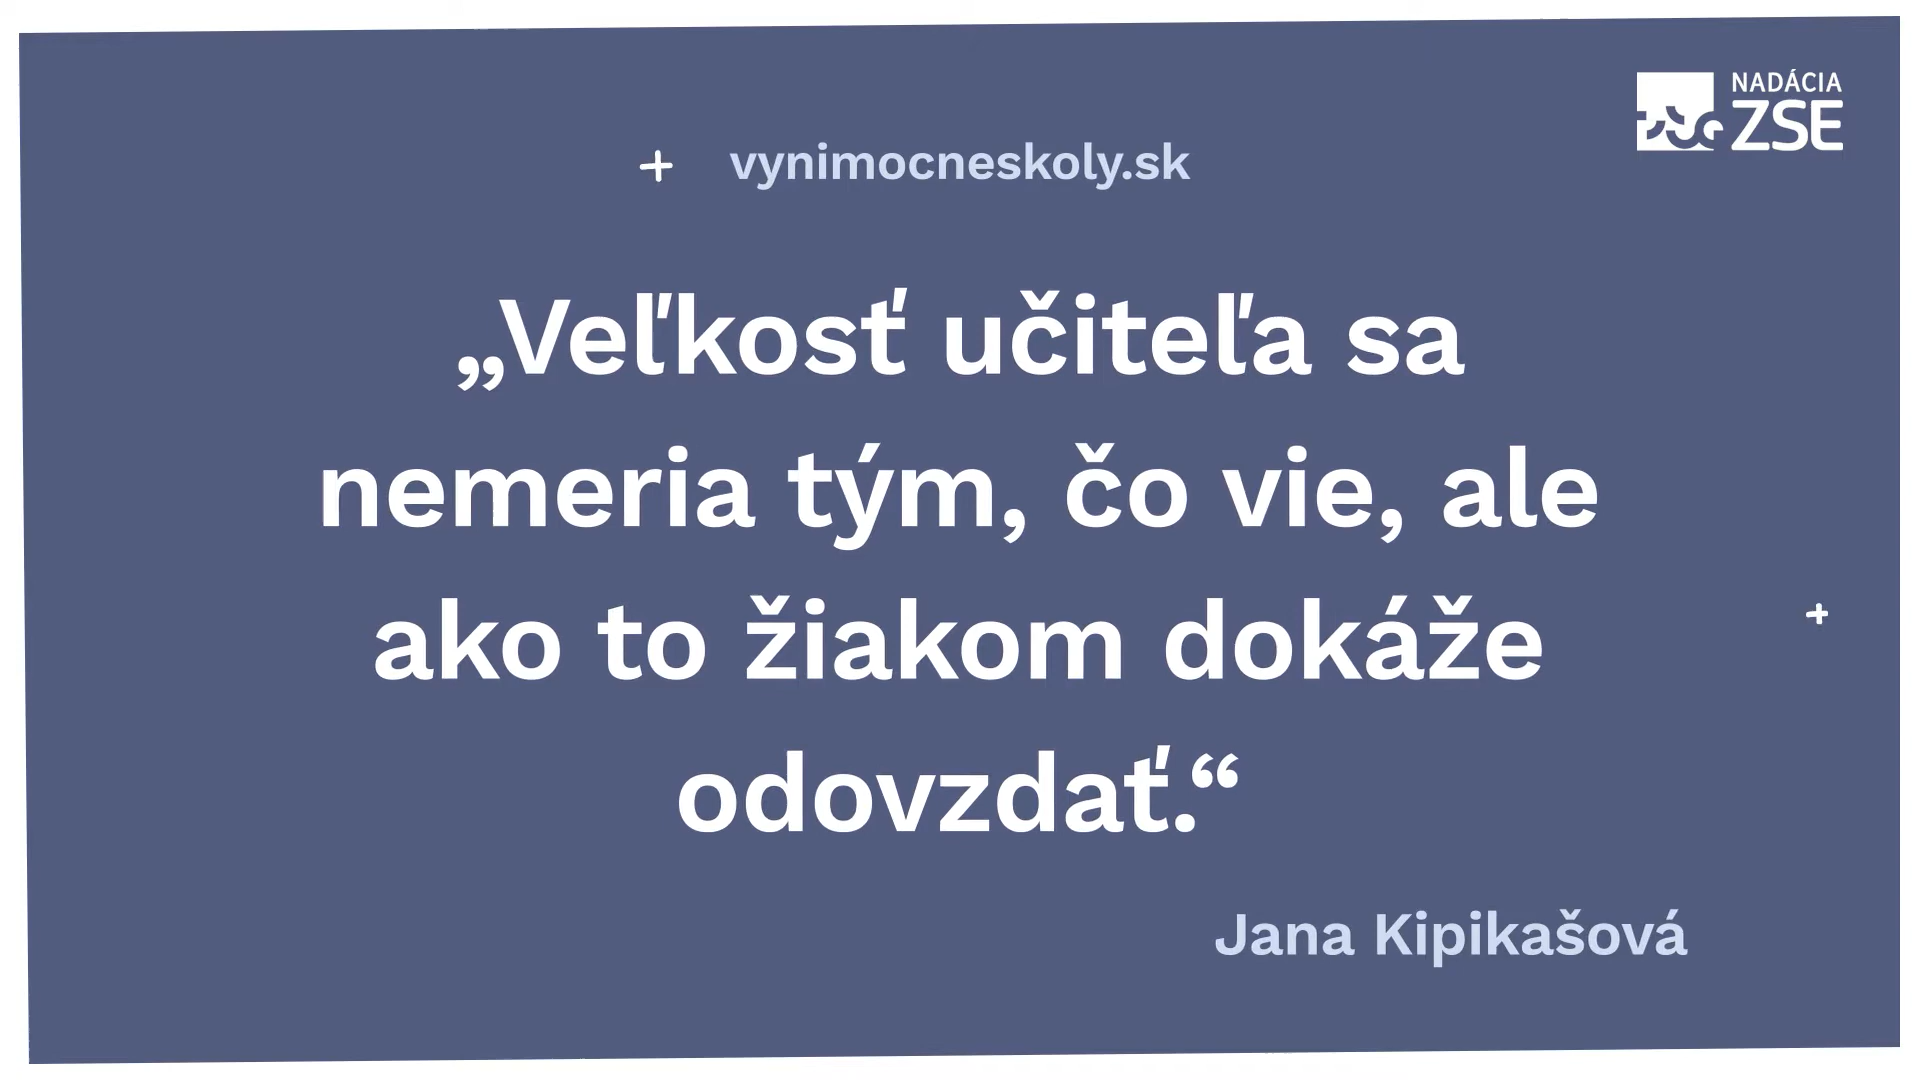 NADÁCIA
ZSE
vynimocneskoly.sk
„Veľkosť učiteľa sa
nemeria tým, čo vie, ale
ako to žiakom dokáže
odovzdať.“
Jana Kipikašová